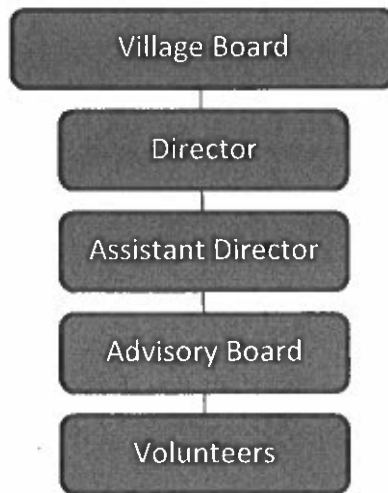 Village Board
Director
Assistant Director
Advisory Board
Volunteers